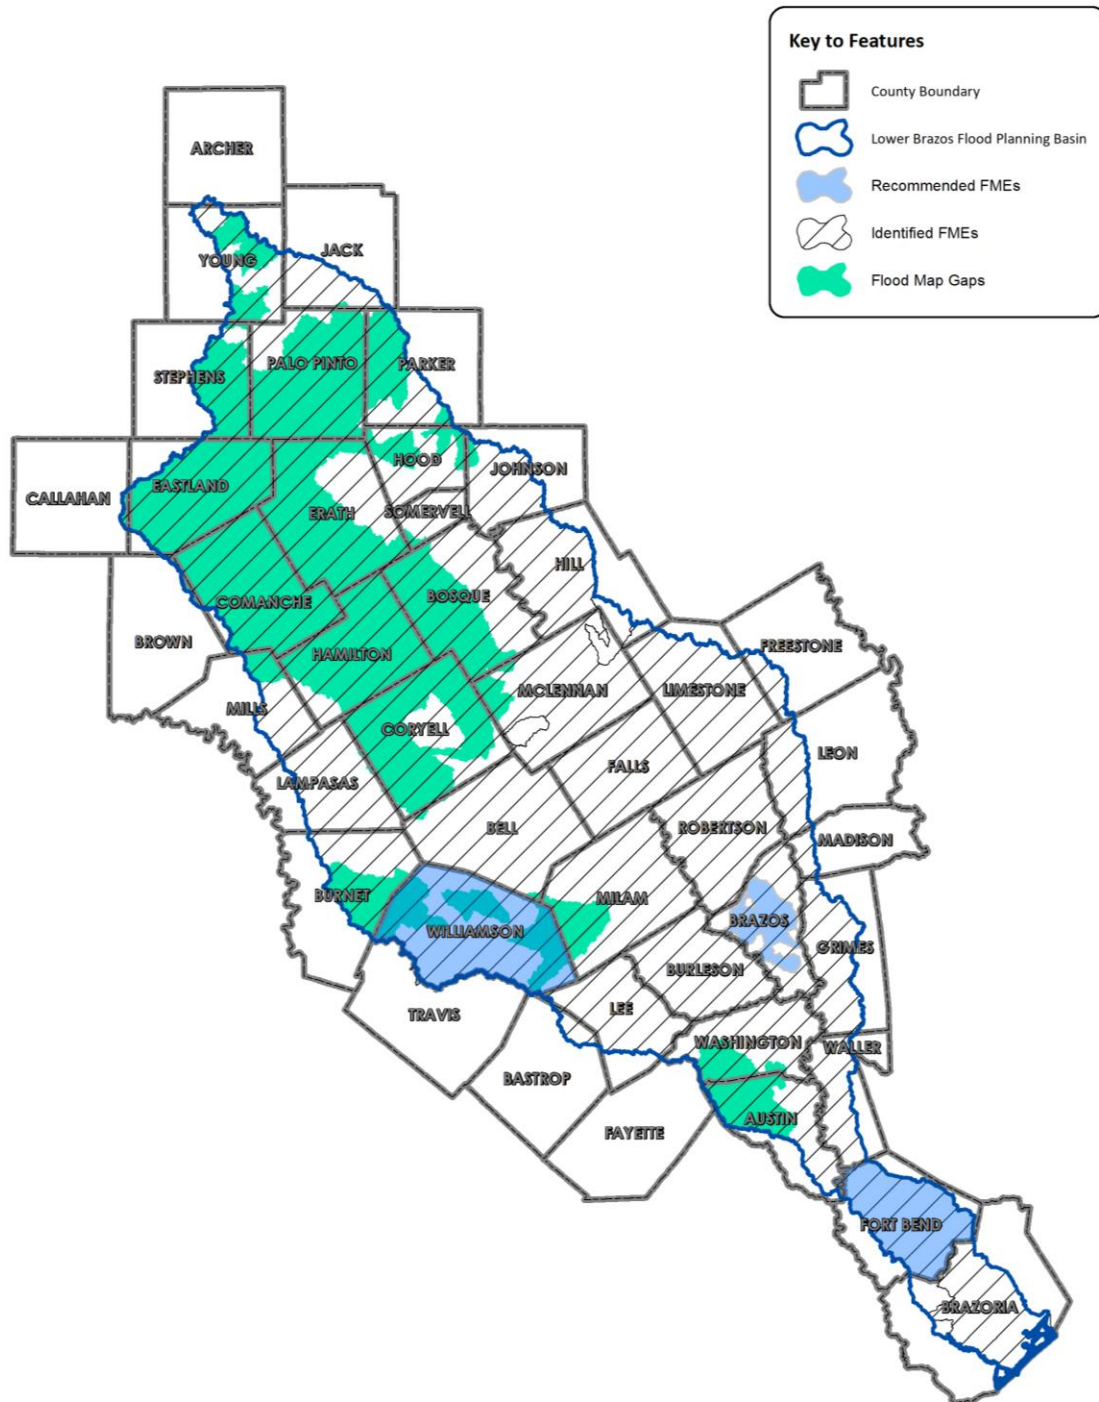 Key to Features
County Boundary
Lower Brazos Flood Planning Basin
Recommended FMEs
Identified FMEs
Flood Map Gaps
ARCHER
YOUNG
JACK
STEPHENS
PALO PINTO
PARKER
CALLAHAN
EASTLAND
HOOD
JOHNSON
ERATH
SOMERVELL
HILL
COMANCHE
BOSQUE
BROWN
HAMILTON
FREESTONE
MILLS
MCLENNAN
LIMESTONE
CORYELL
LEON
LAMPASAS
FALLS
BELL
ROBERTSON
MADISON
BURNET
MILAM
BRAZOS
WILLIAMSON
GRIMES
BURLESON
TRAVIS
LEE
WASHINGTON
WALLER
BASTROP
AUSTIN
FAYETTE
FORT BEND
BRAZORIA